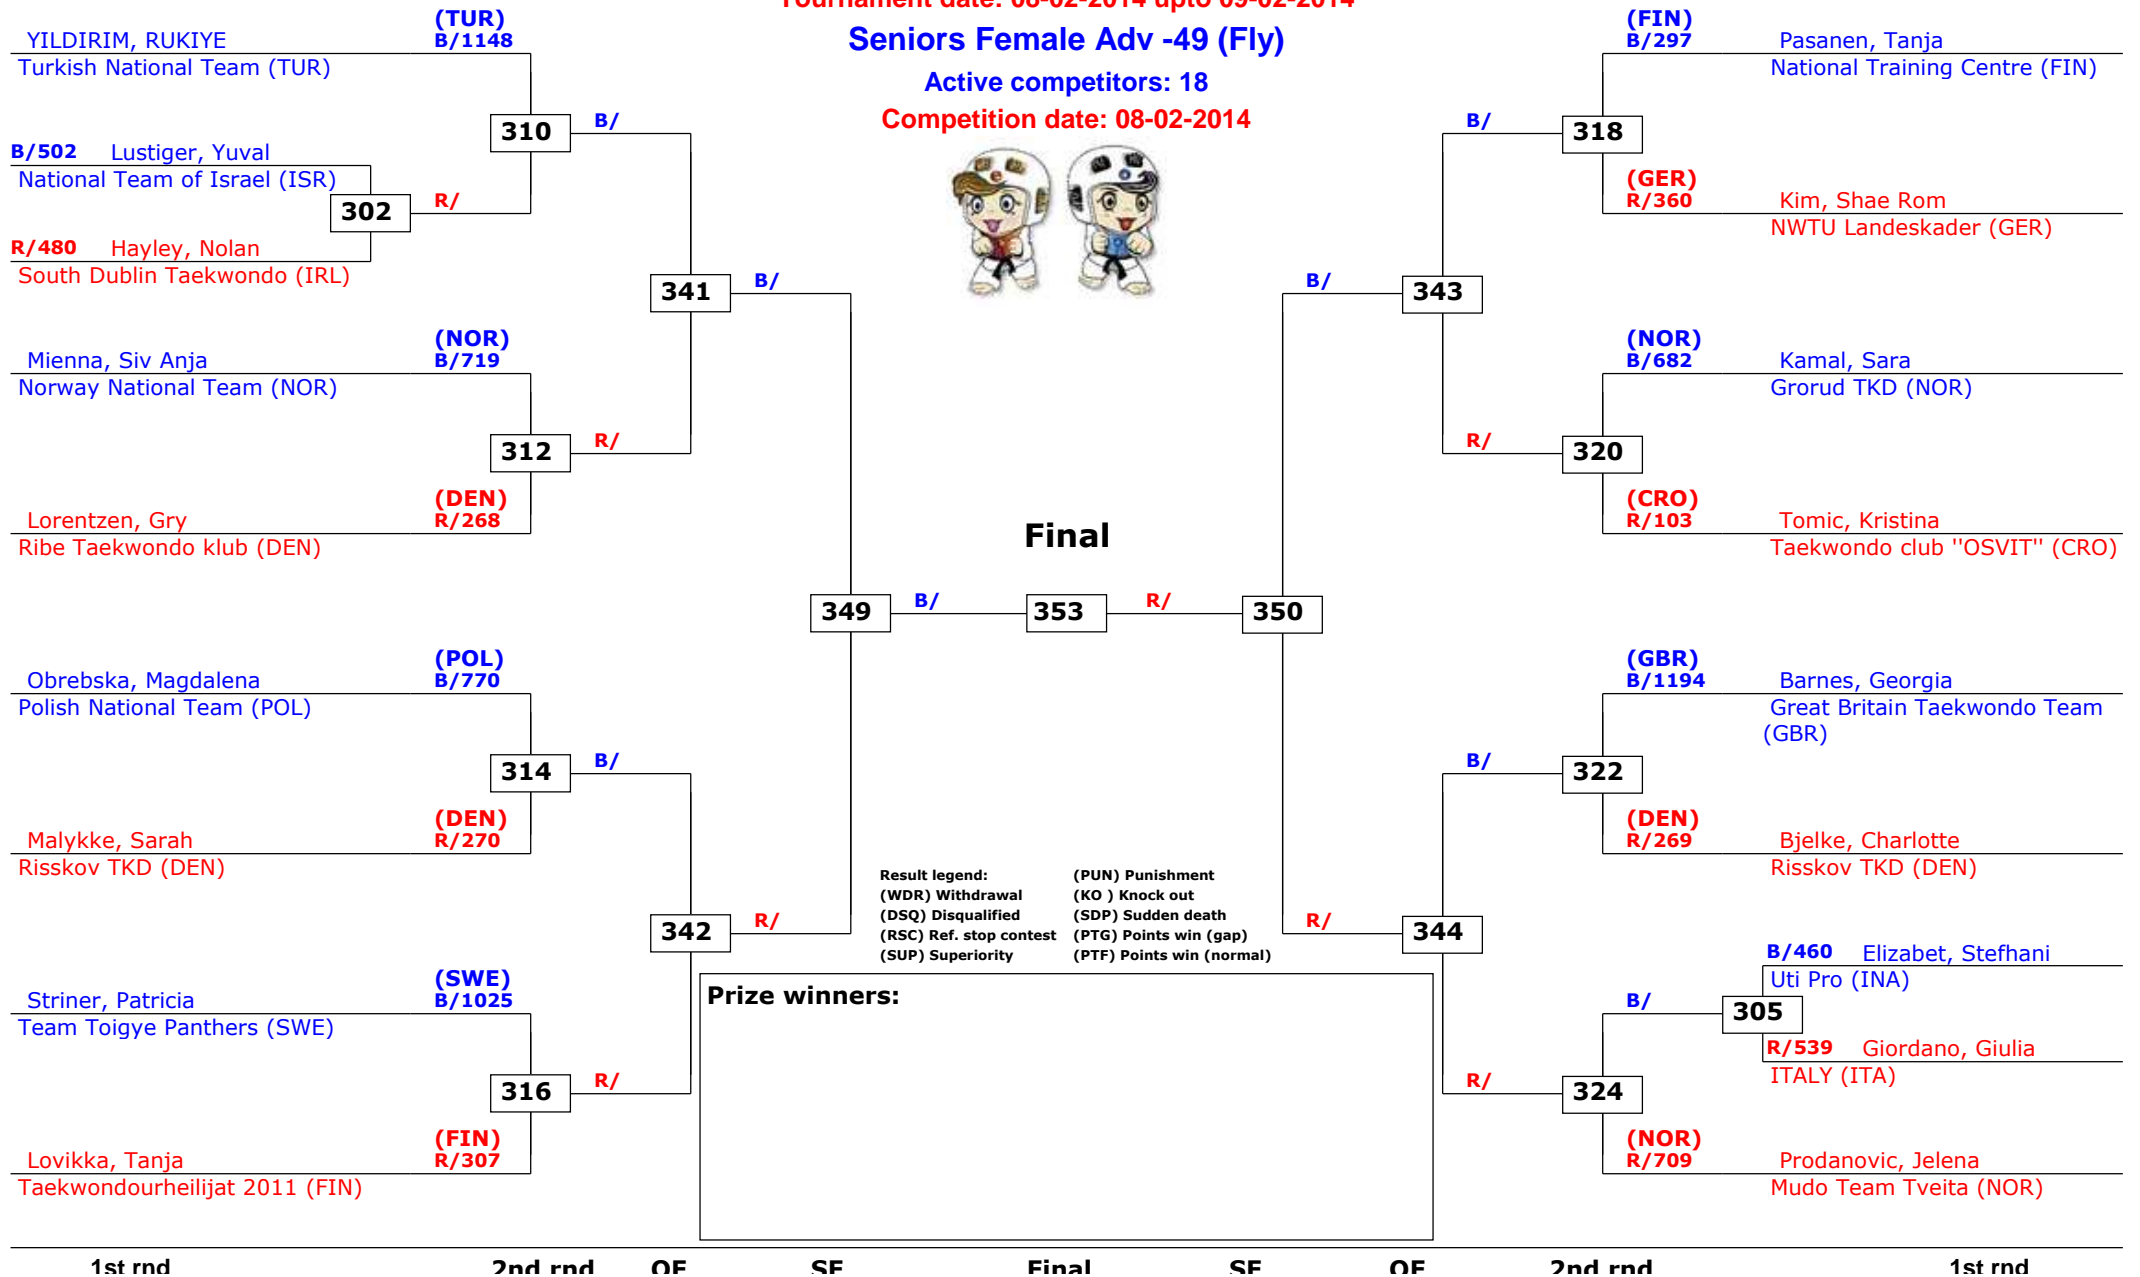 Tournament date: 08-02-2014 upto 09-02-2014
Seniors Female Adv -49 (Fly)
Active competitors: 18
Competition date: 08-02-2014
(TUR)
YILDIRIM, RUKIYE B/1148
Turkish National Team (TUR)
310 B/
B/502 Lustiger, Yuval
National Team of Israel (ISR)
302 R/
R/480 Hayley, Nolan
South Dublin Taekwondo (IRL)
341 B/
(NOR)
Mienna, Siv Anja B/719
Norway National Team (NOR)
312 R/
(DEN)
Lorentzen, Gry R/268
Ribe Taekwondo klub (DEN)
349 B/
(POL)
Obrebska, Magdalena B/770
Polish National Team (POL)
314 B/
(DEN)
Malykke, Sarah R/270
Risskov TKD (DEN)
342 R/
(SWE)
Striner, Patricia B/1025
Team Toigye Panthers (SWE)
316 R/
(FIN)
Lovikka, Tanja R/307
Taekwondourheilijat 2011 (FIN)
Final
353
(FIN)
B/297 Pasanen, Tanja
National Training Centre (FIN)
B/ 318
(GER)
R/360 Kim, Shae Rom
NWTU Landeskader (GER)
B/ 343
(NOR)
B/682 Kamal, Sara
Grorud TKD (NOR)
R/ 320
(CRO)
R/103 Tomic, Kristina
Taekwondo club "OSVIT" (CRO)
R/ 350
(GBR)
B/1194 Barnes, Georgia
Great Britain Taekwondo Team
(GBR)
B/ 322
(DEN)
R/269 Bjelke, Charlotte
Risskov TKD (DEN)
R/ 344
B/460 Elizabet, Stefhani
Uti Pro (INA)
B/ 305
R/539 Giordano, Giulia
ITALY (ITA)
R/ 324
(NOR)
R/709 Prodanovic, Jelena
Mudo Team Tveita (NOR)
Result legend: (PUN) Punishment
(WDR) Withdrawal (KO ) Knock out
(DSQ) Disqualified (SDP) Sudden death
(RSC) Ref. stop contest (PTG) Points win (gap)
(SUP) Superiority (PTF) Points win (normal)
Prize winners:
1st rnd 2nd rnd QF SF Final SF QF 2nd rnd 1st rnd